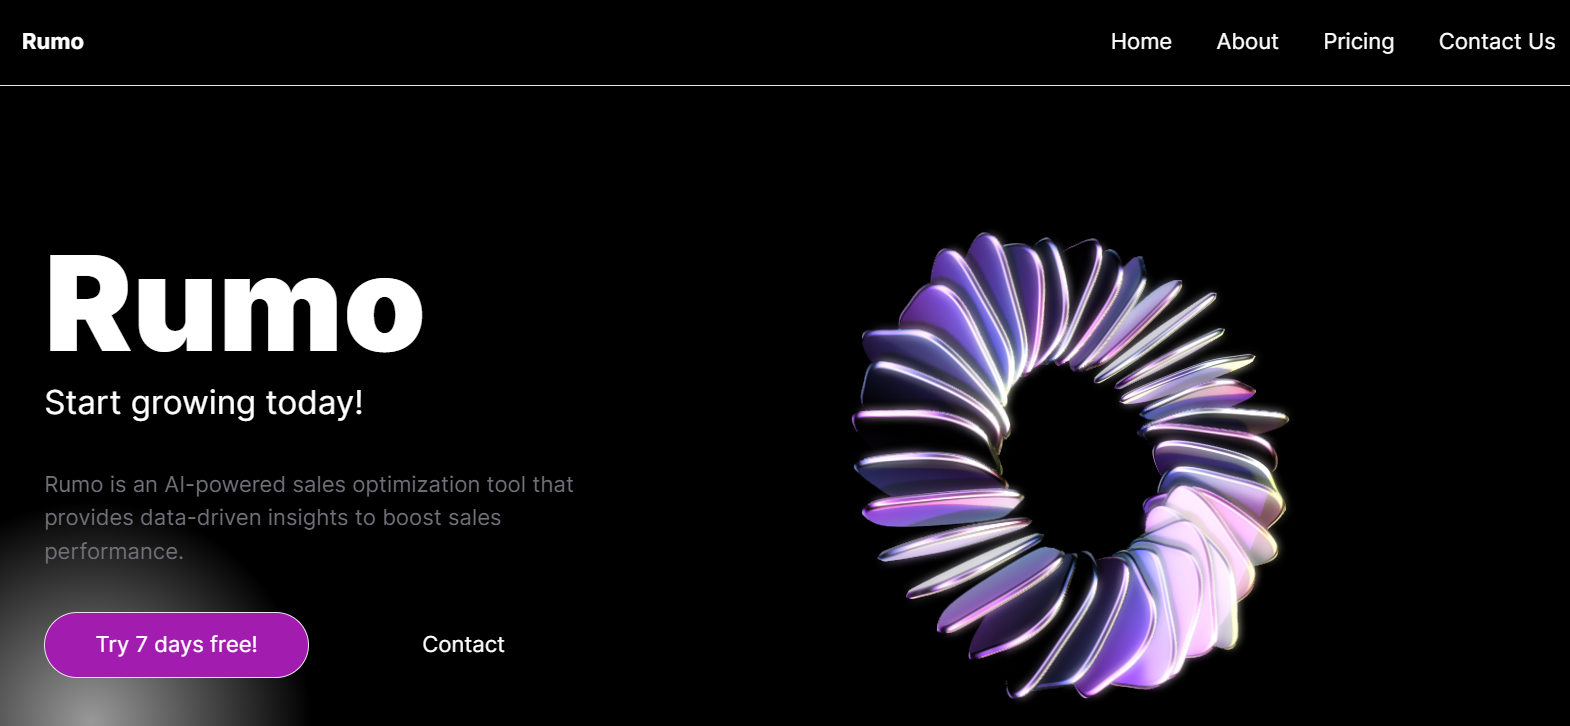 Rumo
Home About Pricing Contact Us
Rumo
Start growing today!
Rumo is an AI-powered sales optimization tool that
provides data-driven insights to boost sales
performance.
Try 7 days free!
Contact